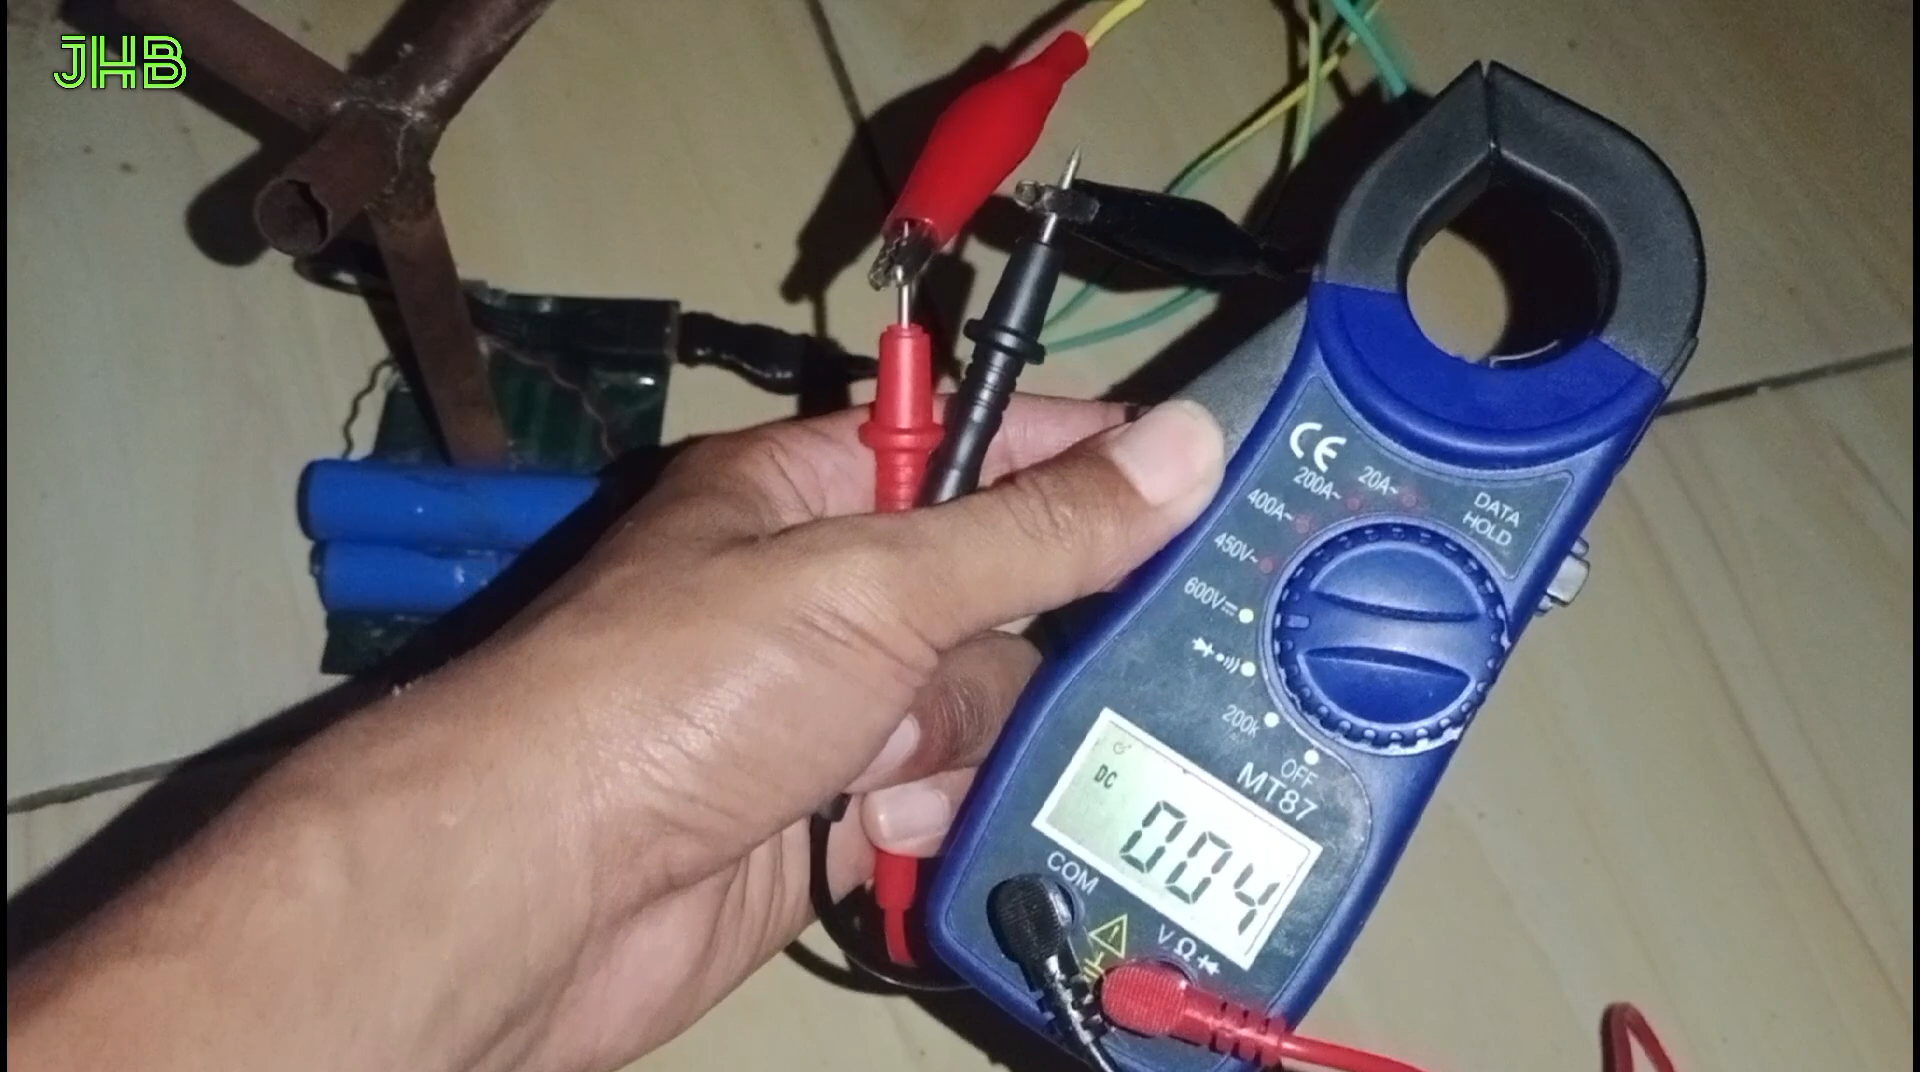 JHB
CE
200A~ 20A~
400A~
DATA
HOLD
450V~
600V
200k
OFF
MT87
DC
004
COM
VΩ